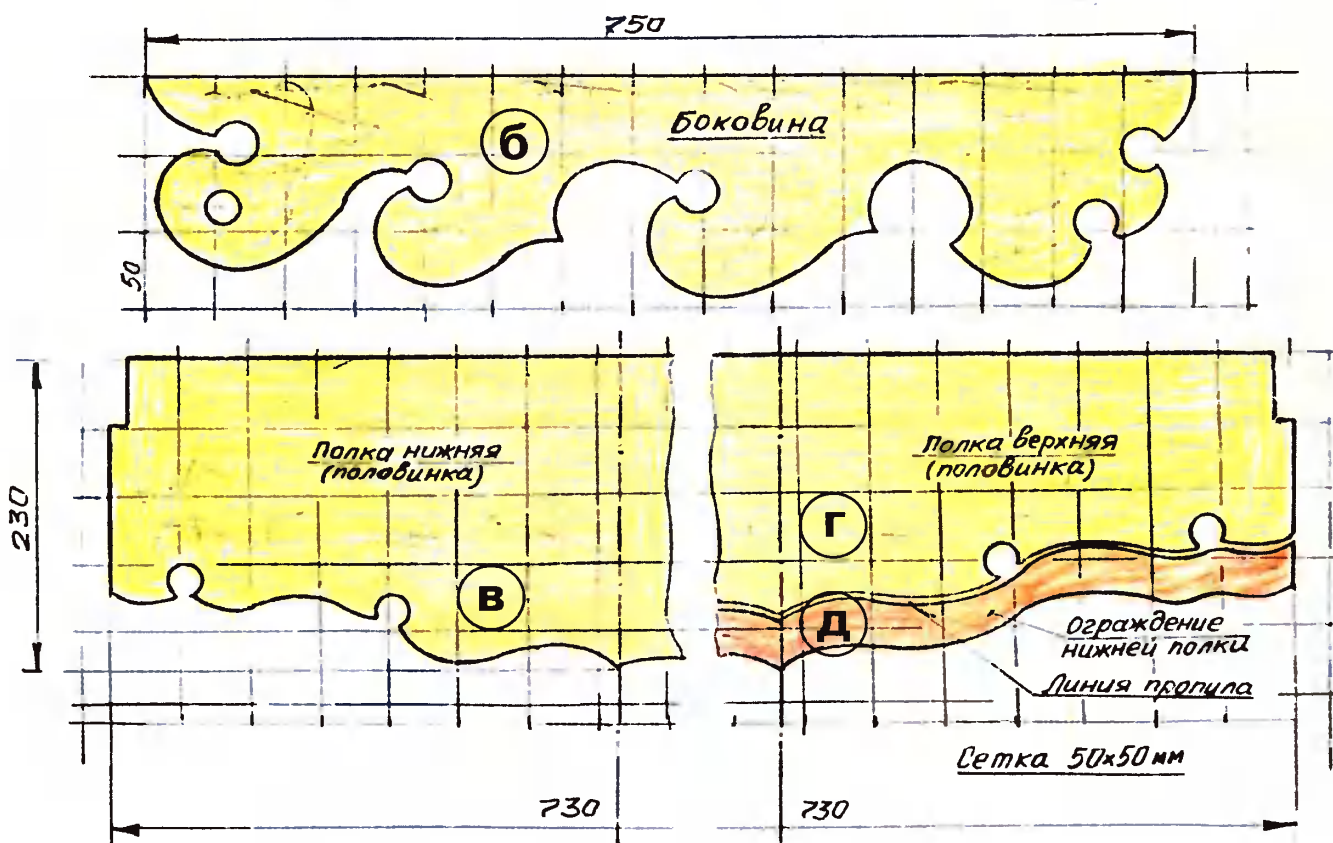 750
Боковина
б
50
230
Полка нижняя
(половинка)
в
Полка верхняя
(половинка)
г
д
Ограждение
нижней полки
Линия пропила
Сетка 50х50 мм
730
730